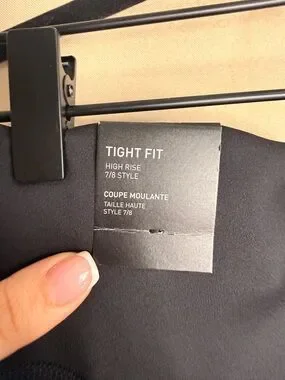 TIGHT FIT
HIGH RISE
7/8 STYLE
COUPE MOULANTE
TAILLE HAUTE
STYLE 7/8